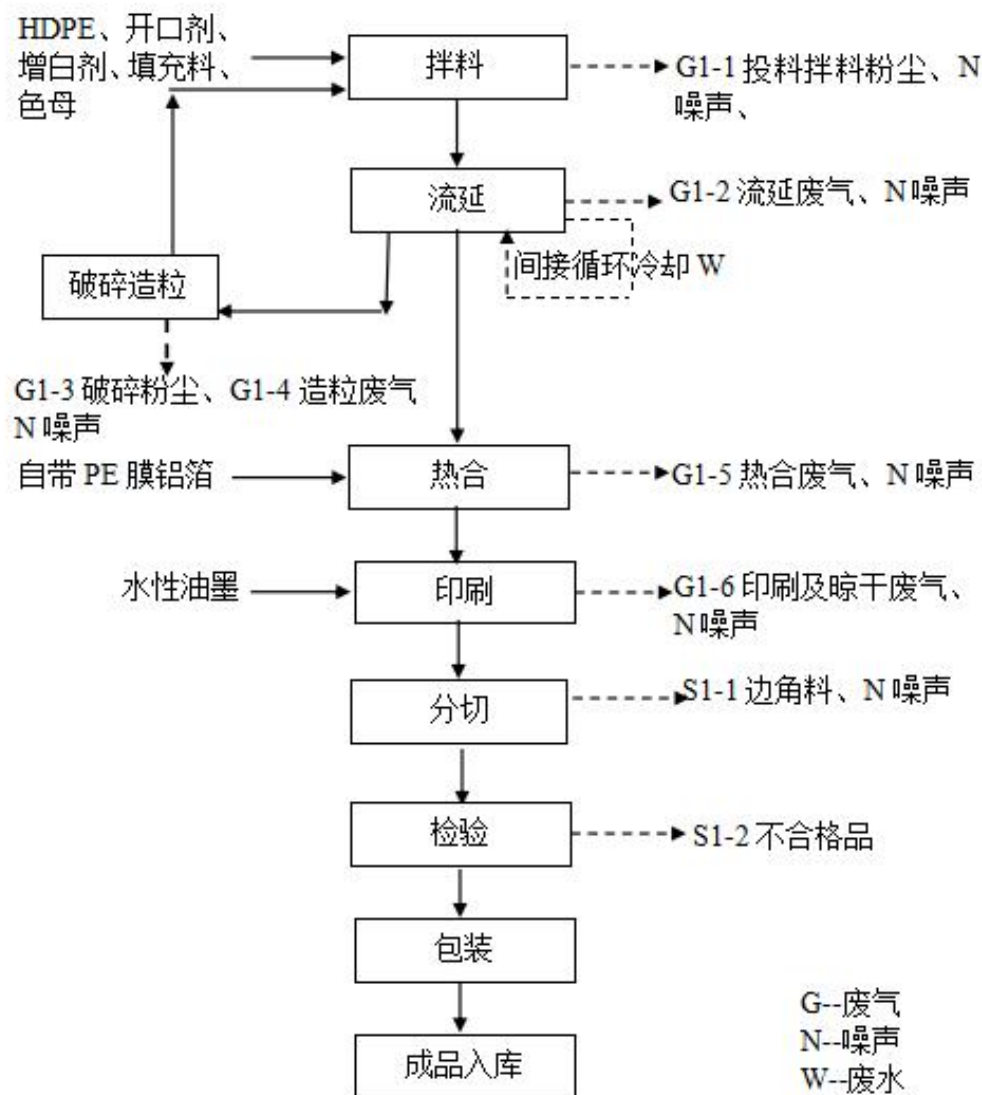 HDPE、开口剂、
增白剂、填充料、
色母
拌料
G1-1 投料拌料粉尘、N
噪声、
流延
G1-2 流延废气、N 噪声
间接循环冷却 W
破碎造粒
G1-3 破碎粉尘、G1-4 造粒废气
N 噪声
自带 PE 膜铝箔
热合
G1-5 热合废气、N 噪声
水性油墨
印刷
G1-6 印刷及晾干废气、
N 噪声
分切
S1-1 边角料、N 噪声
检验
S1-2 不合格品
包装
成品入库
G--废气
N--噪声
W--废水